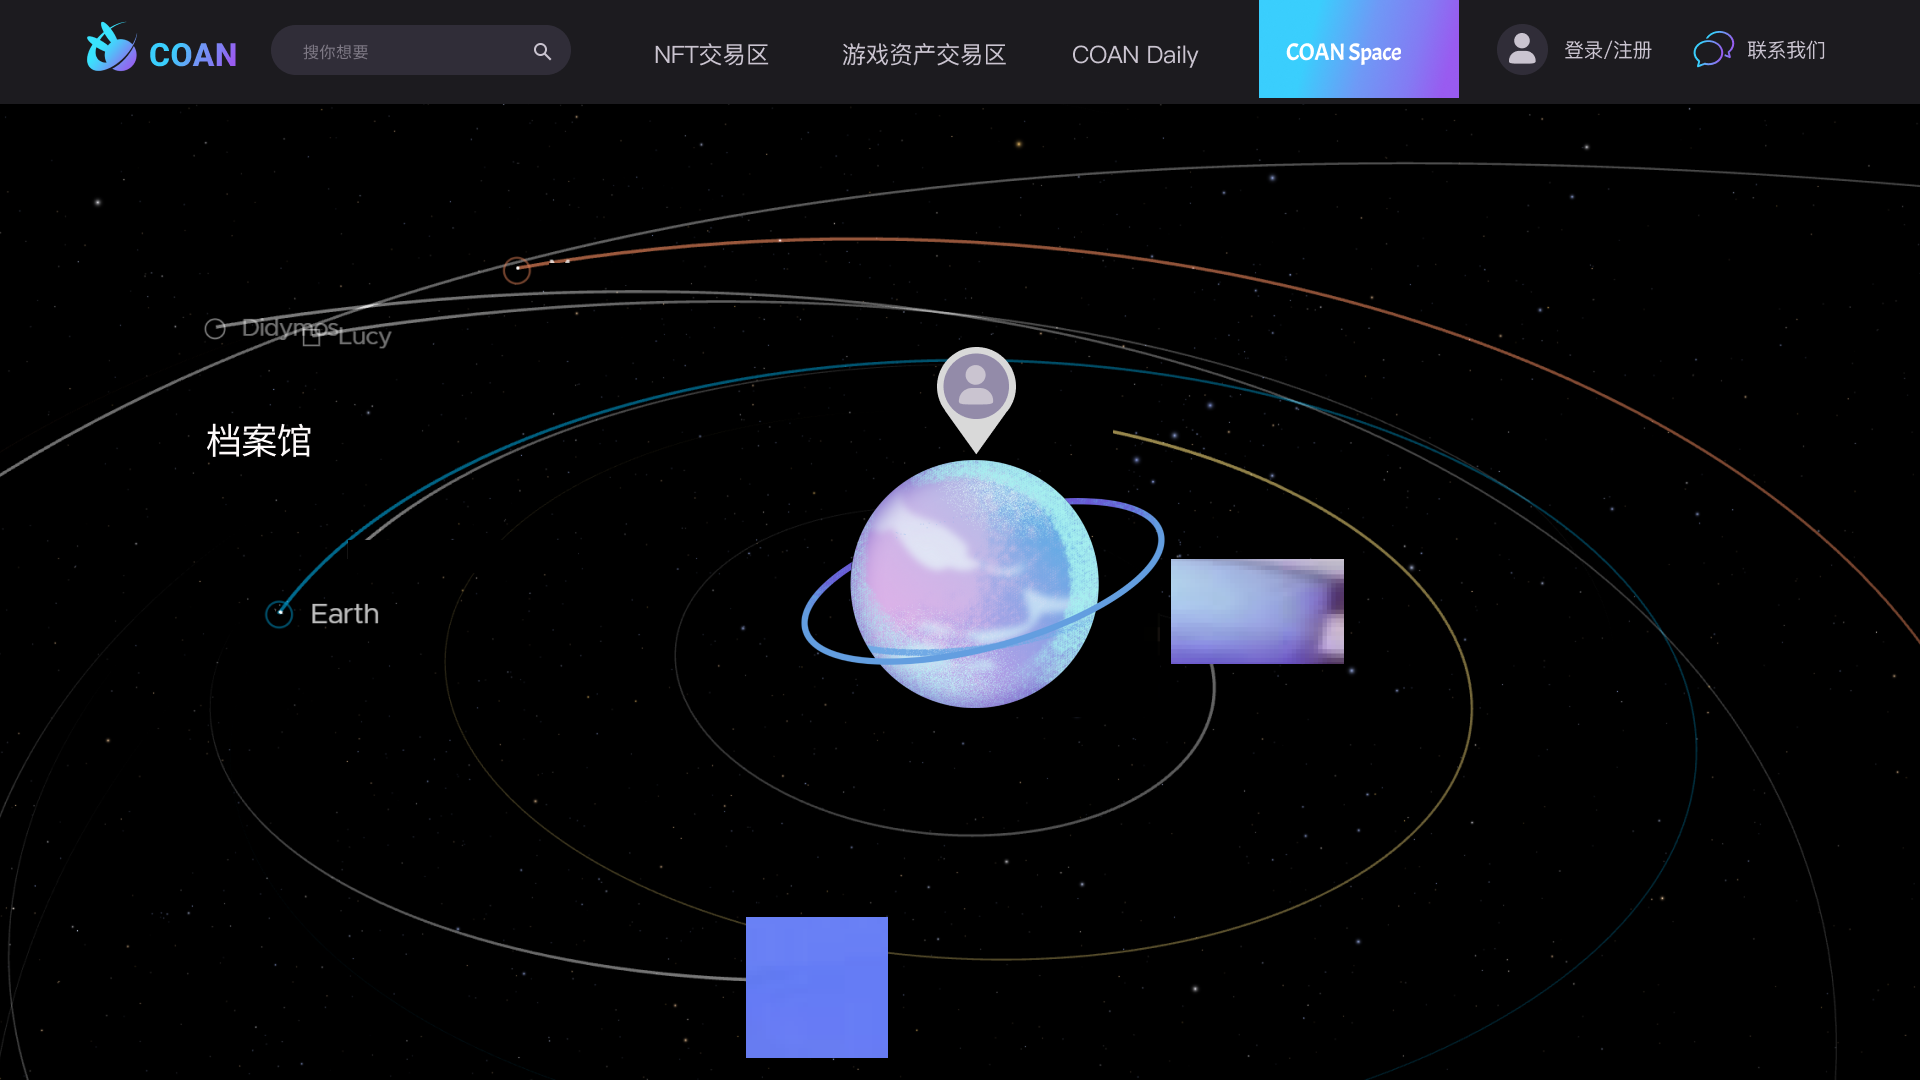 COAN
搜你想要
NFT交易区
游戏资产交易区
COAN Daily
COAN Space
登录/注册
联系我们
Didymos
Lucy
档案馆
Earth